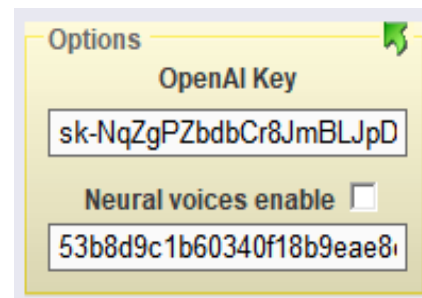 Options
OpenAI Key
sk-NqZgPZbdbCr8JmBLJpD
Neural voices enable
53b8d9c1b60340f18b9eae8